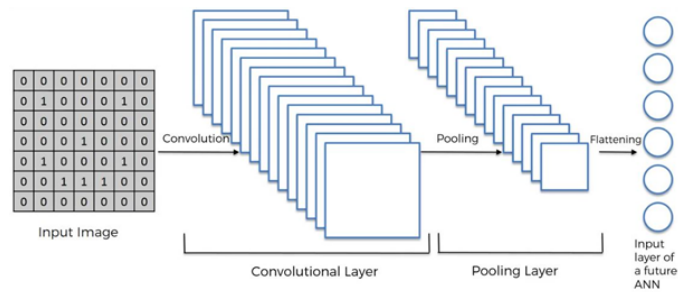 0 0 0 0 0 0 0
0 1 0 0 0 1 0
0 0 0 0 0 0 0
0 0 0 1 0 0 0
0 1 0 0 0 1 0
0 0 1 1 1 0 0
0 0 0 0 0 0 0
Input Image
Convolution
Convolutional Layer
Pooling
Pooling Layer
Flattening
Input
layer of
a future
ANN